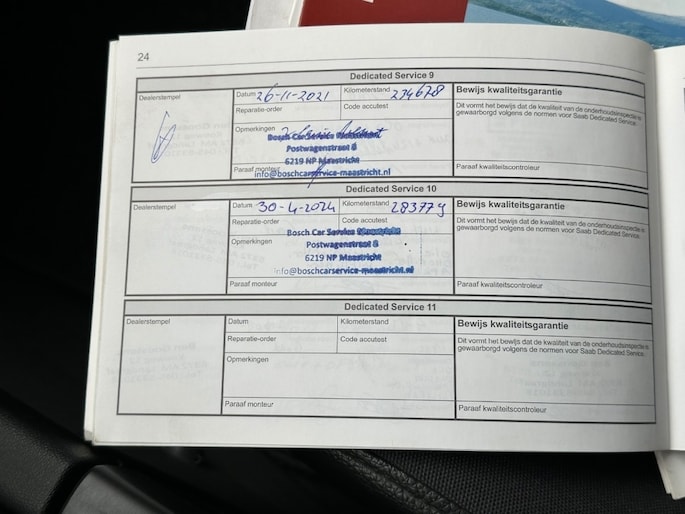 24
Dedicated Service 9
Dealerstempel
Datum 26-11-2021
Kilometerstand 234678
Bewijs kwaliteitsgarantie
Reparatie-order
Code accutest
Dit vormt het bewijs dat de kwaliteit van de onderhoudsinspectie is
gewaarborgd volgens de normen voor Saab Dedicated Service.
Opmerkingen
Bosch Car Service Maastricht
Postwagenstraat 8
6219 NP Maastricht
info@boschcarservice-maastricht.nl
Paraaf monteur
Paraaf kwaliteitscontroleur
Dedicated Service 10
Dealerstempel
Datum 30-4-2024
Kilometerstand 283779
Bewijs kwaliteitsgarantie
Reparatie-order
Code accutest
Dit vormt het bewijs dat de kwaliteit van de onderhoudsinspectie is
gewaarborgd volgens de normen voor Saab Dedicated Service.
Opmerkingen
Bosch Car Service Maastricht
Postwagenstraat 8
6219 NP Maastricht
info@boschcarservice-maastricht.nl
Paraaf monteur
Paraaf kwaliteitscontroleur
Dedicated Service 11
Dealerstempel
Datum
Kilometerstand
Bewijs kwaliteitsgarantie
Reparatie-order
Code accutest
Dit vormt het bewijs dat de kwaliteit van de onderhoudsinspectie is
gewaarborgd volgens de normen voor Saab Dedicated Service.
Opmerkingen
Paraaf monteur
Paraaf kwaliteitscontroleur